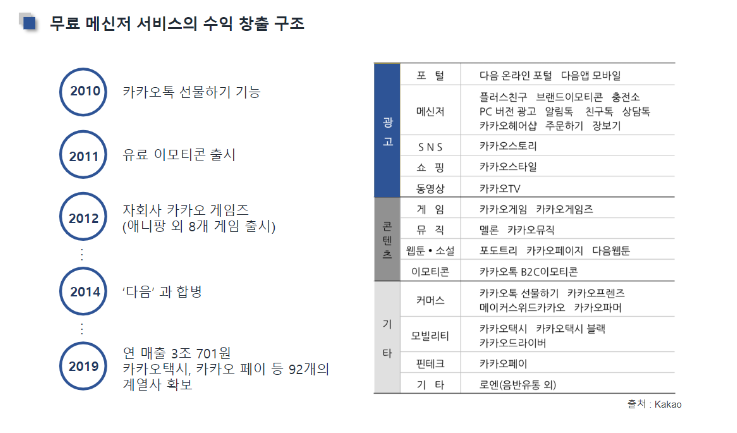 무료 메신저 서비스의 수익 창출 구조
2010
카카오톡 선물하기 기능
2011
유료 이모티콘 출시
2012
자회사 카카오 게임즈
(애니팡 외 8개 게임 출시)
2014
'다음' 과 합병
2019
연 매출 3조 701원
카카오택시, 카카오 페이 등 92개의
계열사 확보
광고
포 털
다음 온라인 포털 다음앱 모바일
메신저
플러스친구 브랜드이모티콘 충전소
PC 버전 광고 알림톡 친구톡 상담톡
카카오헤어샵 주문하기 장보기
S N S
카카오스토리
쇼 핑
카카오스타일
동영상
카카오TV
콘텐츠
게 임
카카오게임 카카오게임즈
뮤 직
멜론 카카오뮤직
웹툰•소설
포도트리 카카오페이지 다음웹툰
이모티콘
카카오톡 B2C이모티콘
기타
커머스
카카오톡 선물하기 카카오프렌즈
메이커스위드카카오 카카오파머
모빌리티
카카오택시 카카오택시 블랙
카카오드라이버
핀테크
카카오페이
기 타
로엔(음반유통 외)
출처 : Kakao